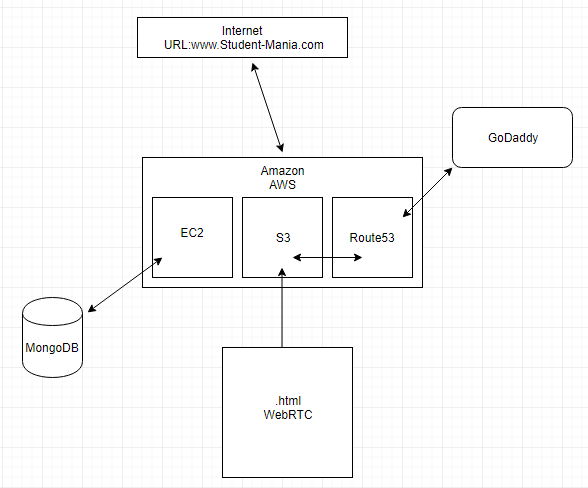 Internet
URL:www.Student-Mania.com
GoDaddy
Amazon
AWS
EC2
S3
Route53
MongoDB
.html
WebRTC